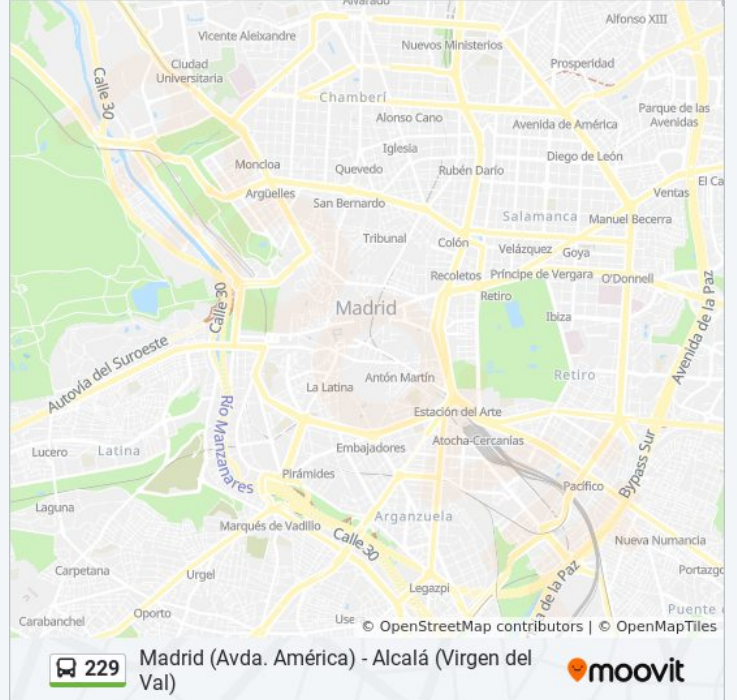 Alvarado
Alfonso XIII
Vicente Aleixandre
Nuevos Ministerios
Ciudad
Universitaria
Prosperidad
Calle 30
Chamberí
Alonso Cano
Parque de las
Avenidas
Avenida de América
Iglesia
Diego de León
Moncloa
Quevedo
Rubén Darío
El Ca
Argüelles
Ventas
San Bernardo
Salamanca
Manuel Becerra
Tribunal
Colón
Velázquez
Goya
Recoletos
Príncipe de Vergara
O'Donnell
Calle 30
Retiro
Madrid
Ibiza
Avenida de la Paz
Autovía del Suroeste
Retiro
Antón Martín
La Latina
Estación del Arte
Río Manzanares
Atocha-Cercanías
Embajadores
Lucero
Latina
Bypass Sur
Pirámides
Pacífico
Laguna
Arganzuela
Marqués de Vadillo
Calle 30
Nueva Numancia
Carpetana
Urgel
Portazgo
Legazpi
a de la Paz
Oporto
Puente
Carabanchel
Use
© OpenStreetMap contributors | © OpenMapTiles
229
Madrid (Avda. América) - Alcalá (Virgen del
Val)
moovit